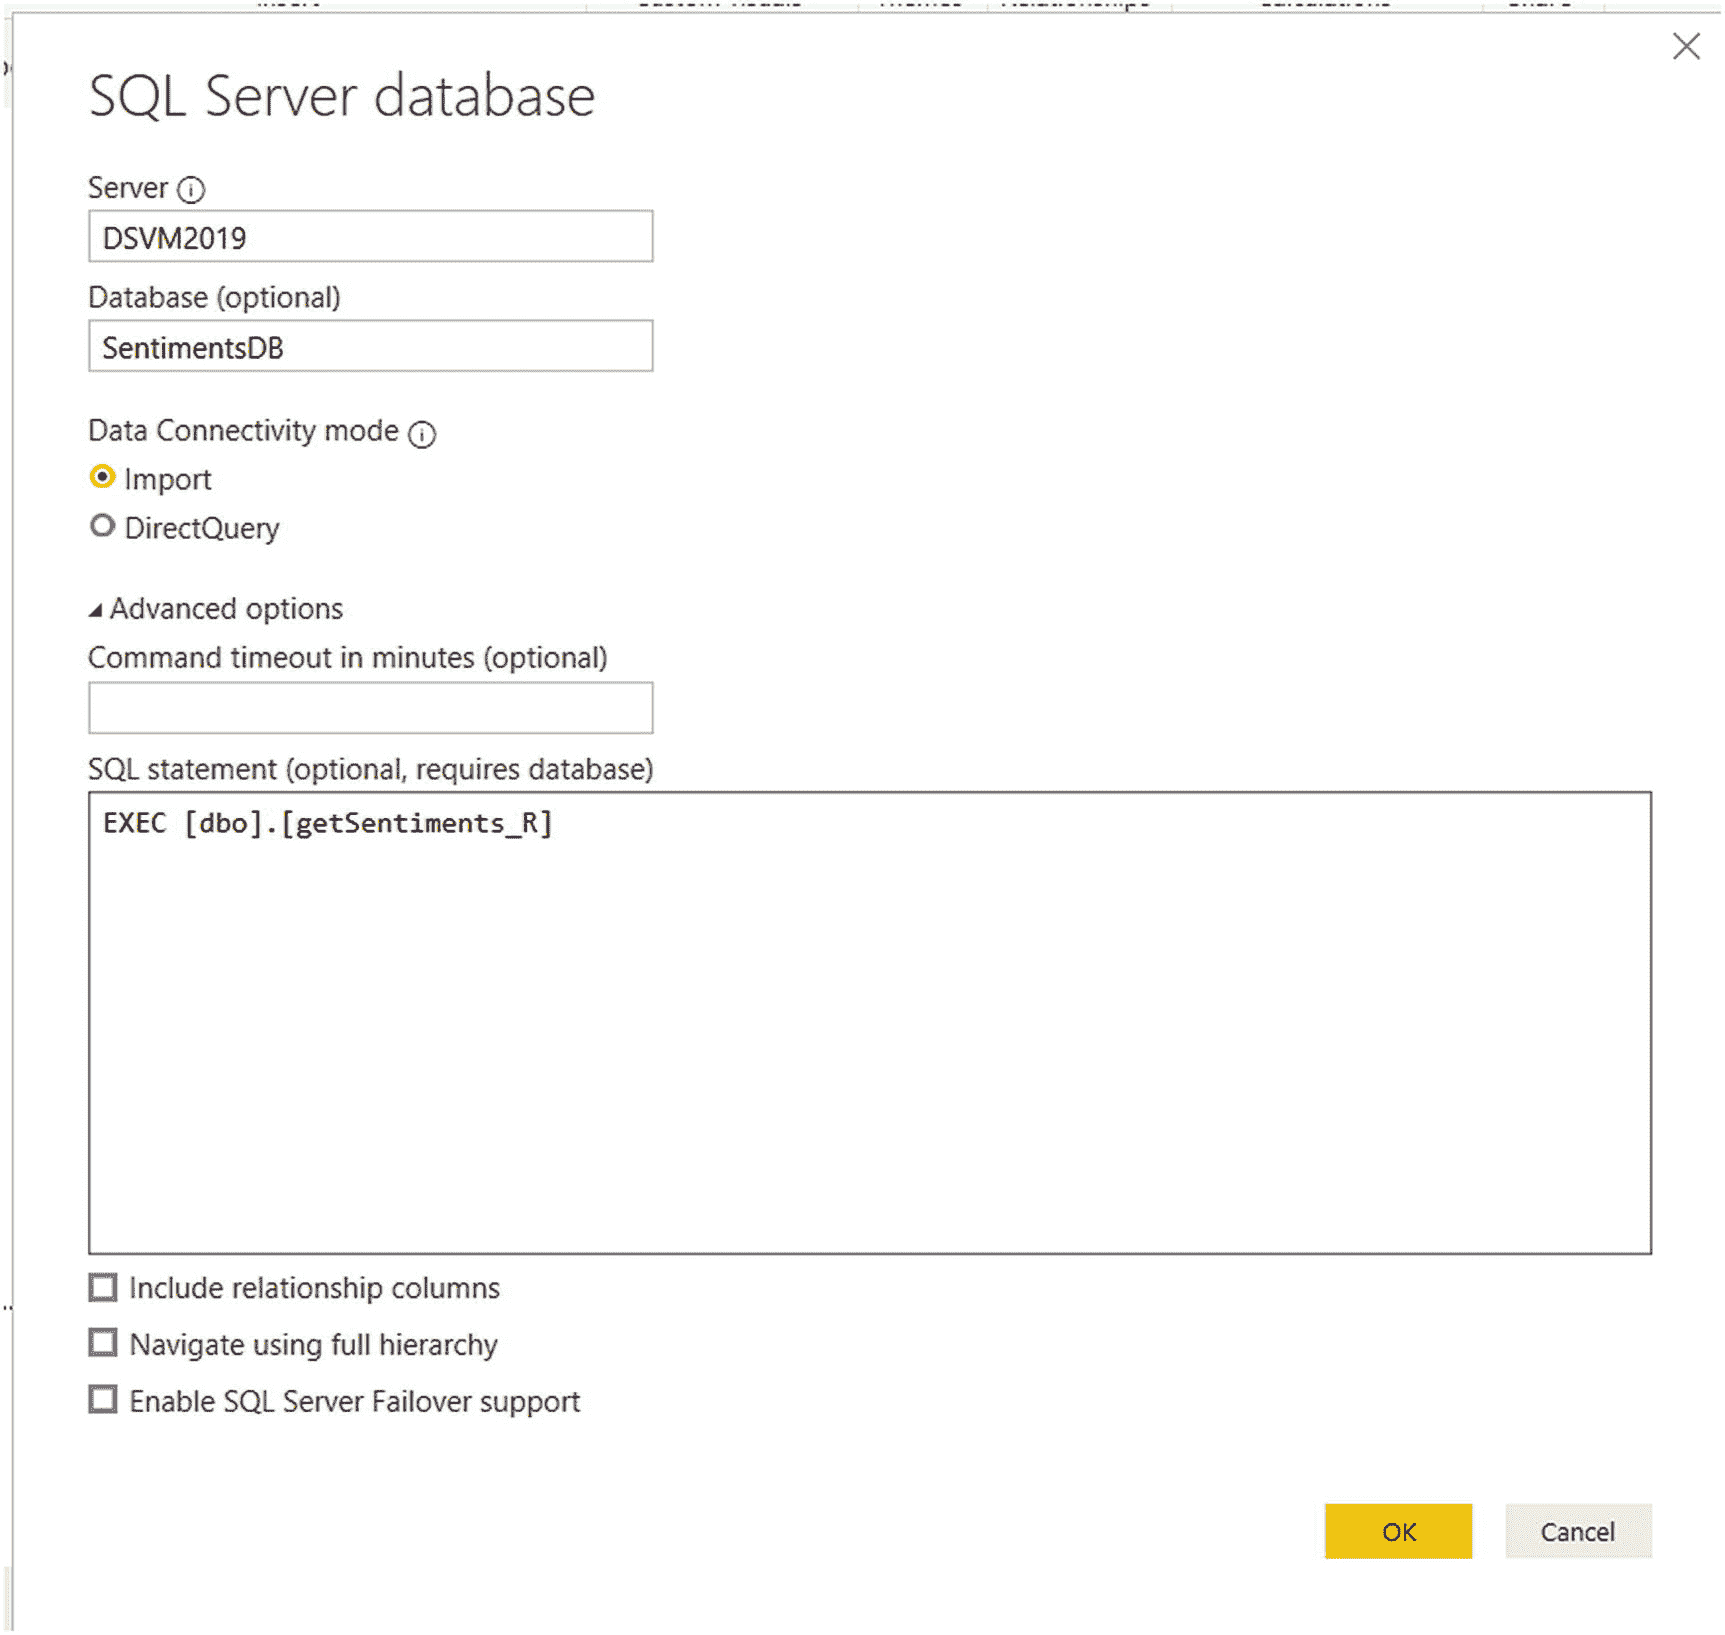 SQL Server database
Server
DSVM2019
Database (optional)
SentimentsDB
Data Connectivity mode
Import
DirectQuery
Advanced options
Command timeout in minutes (optional)
SQL statement (optional, requires database)
EXEC [dbo].[getSentiments_R]
Include relationship columns
Navigate using full hierarchy
Enable SQL Server Failover support
OK
Cancel